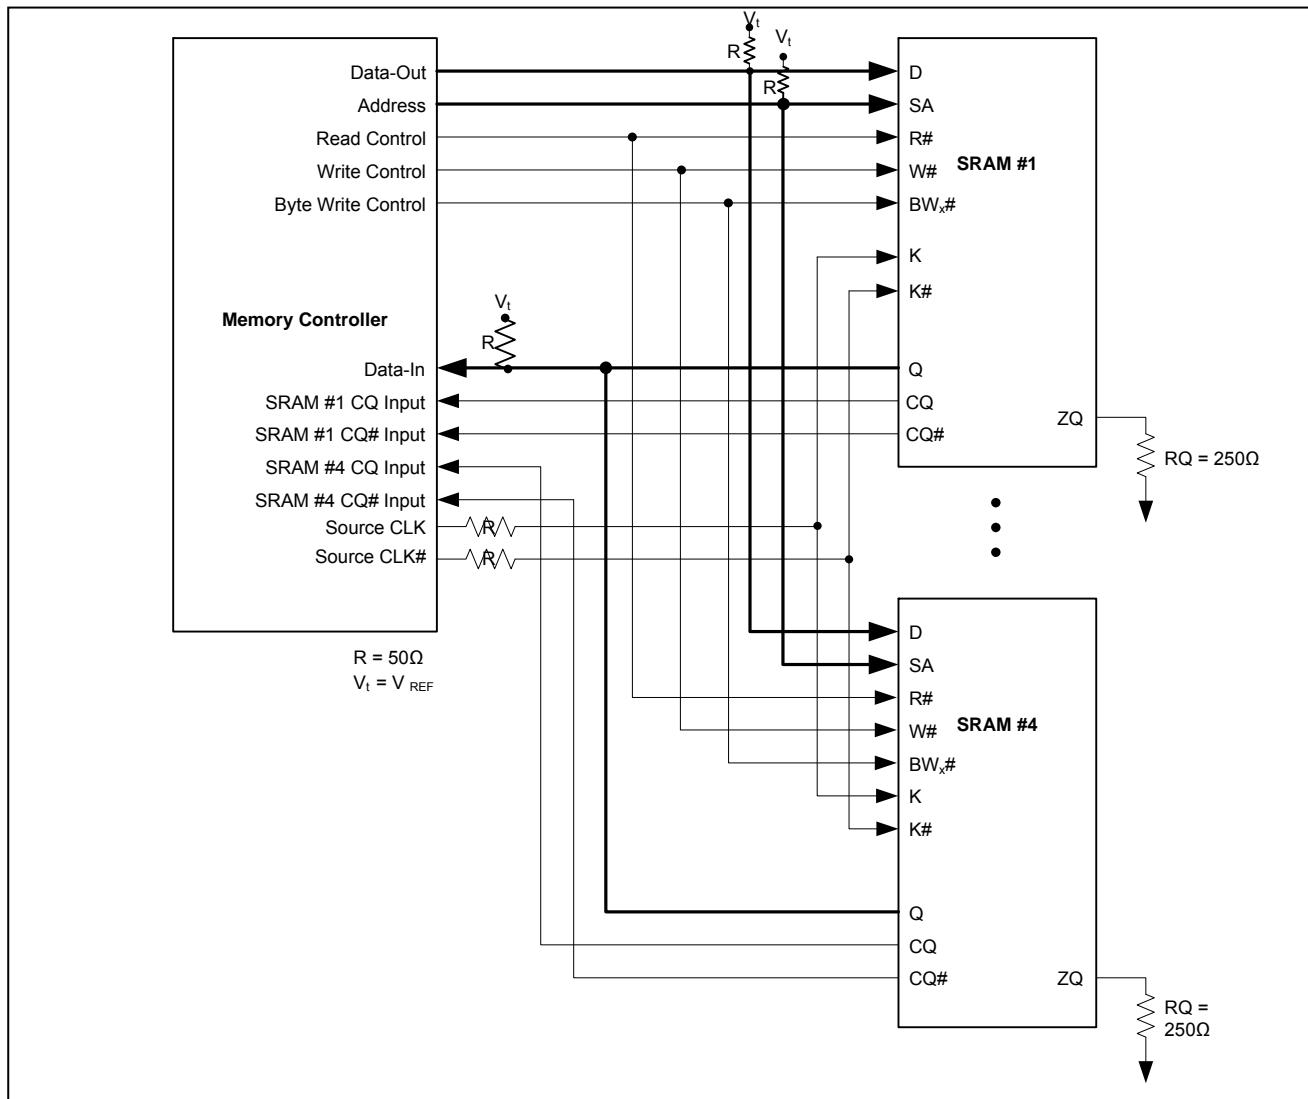 Vt
Vt
R
R
Data-Out
Address
Read Control
Write Control
Byte Write Control
Vt
R
Memory Controller
Data-In
SRAM #1 CQ Input
SRAM #1 CQ# Input
SRAM #4 CQ Input
SRAM #4 CQ# Input
Source CLK
R
Source CLK#
R
R = 50Ω
Vt = V REF
D
SA
R#
W#
SRAM #1
BWx#
K
K#
Q
CQ
CQ#
ZQ
RQ = 250Ω
D
SA
R#
W#
SRAM #4
BWx#
K
K#
Q
CQ
CQ#
ZQ
RQ =
250Ω